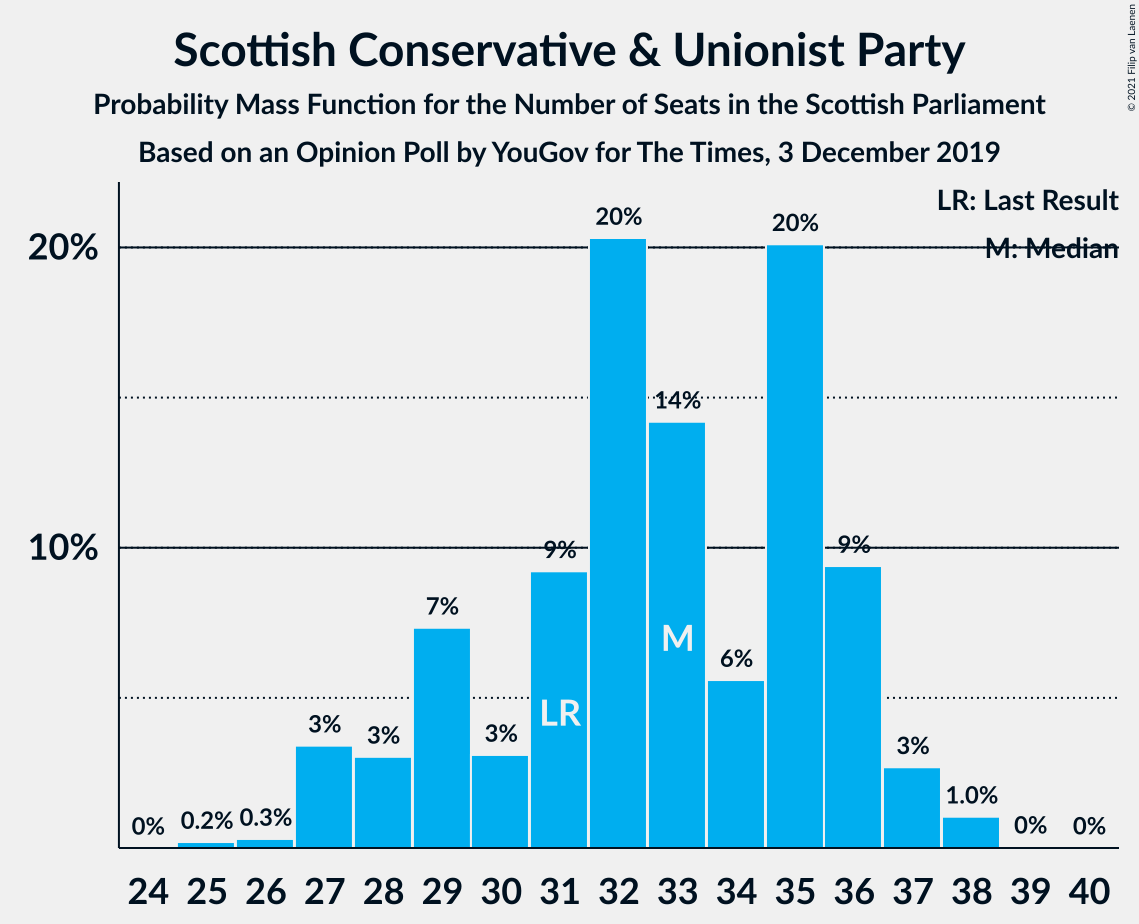 Scottish Conservative & Unionist Party
Probability Mass Function for the Number of Seats in the Scottish Parliament
Based on an Opinion Poll by YouGov for The Times, 3 December 2019
© 2021 Filip van Laenen
LR: Last Result
M: Median
20%
10%
0%
0.2%
0.3%
3%
3%
7%
3%
9%
20%
14%
6%
20%
9%
3%
1.0%
0%
0%
LR
M
24 25 26 27 28 29 30 31 32 33 34 35 36 37 38 39 40